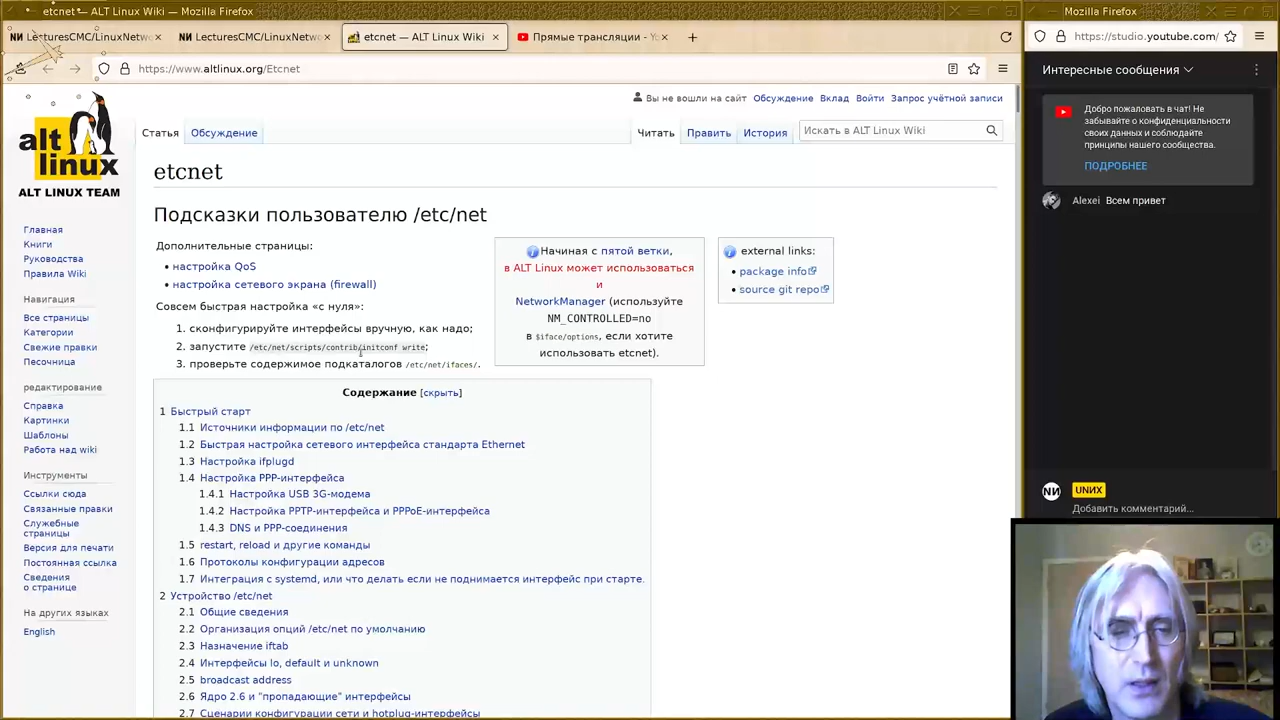 etcnet — ALT Linux Wiki — Mozilla Firefox
Mozilla Firefox
LecturesCMC/LinuxNetw
LecturesCMC/LinuxNetw
etcnet — ALT Linux Wiki
Прямые трансляции - Yo
https://www.altlinux.org/Etcnet
https://studio.youtube.com/
alt linux
ALT LINUX TEAM
Вы не вошли на сайт Обсуждение Вклад Войти Запрос учётной записи
Статья Обсуждение Читать Править История Искать в ALT Linux Wiki
etcnet
Подсказки пользователю /etc/net
Дополнительные страницы:
• настройка QoS
• настройка сетевого экрана (firewall)
Совсем быстрая настройка «с нуля»:
1. сконфигурируйте интерфейсы вручную, как надо;
2. запустите /etc/net/scripts/contrib/initconf write;
3. проверьте содержимое подкаталогов /etc/net/ifaces/.
Начиная с пятой ветки,
в ALT Linux может использоваться
и
NetworkManager (используйте
NM_CONTROLLED=no
в $iface/options, если хотите
использовать etcnet).
external links:
• package info
• source git repo
Содержание [скрыть]
1 Быстрый старт
1.1 Источники информации по /etc/net
1.2 Быстрая настройка сетевого интерфейса стандарта Ethernet
1.3 Настройка ifplugd
1.4 Настройка PPP-интерфейса
1.4.1 Настройка USB 3G-модема
1.4.2 Настройка PPTP-интерфейса и PPPoE-интерфейса
1.4.3 DNS и PPP-соединения
1.5 restart, reload и другие команды
1.6 Протоколы конфигурации адресов
1.7 Интеграция с systemd, или что делать если не поднимается интерфейс при старте.
2 Устройство /etc/net
2.1 Общие сведения
2.2 Организация опций /etc/net по умолчанию
2.3 Назначение iftab
2.4 Интерфейсы lo, default и unknown
2.5 broadcast address
2.6 Ядро 2.6 и "пропадающие" интерфейсы
2.7 Сценарии конфигурации сети и hotplug-интерфейсы
Главная
Книги
Руководства
Правила Wiki
Навигация
Все страницы
Категории
Свежие правки
Песочница
редактирование
Справка
Картинки
Шаблоны
Работа над wiki
Инструменты
Ссылки сюда
Связанные правки
Служебные
страницы
Версия для печати
Постоянная ссылка
Сведения
о странице
На других языках
English
Интересные сообщения
Добро пожаловать в чат! Не
забывайте о конфиденциальности
своих данных и соблюдайте
принципы нашего сообщества.
ПОДРОБНЕЕ
Alexei Всем привет
UNИX
Добавить комментарий...